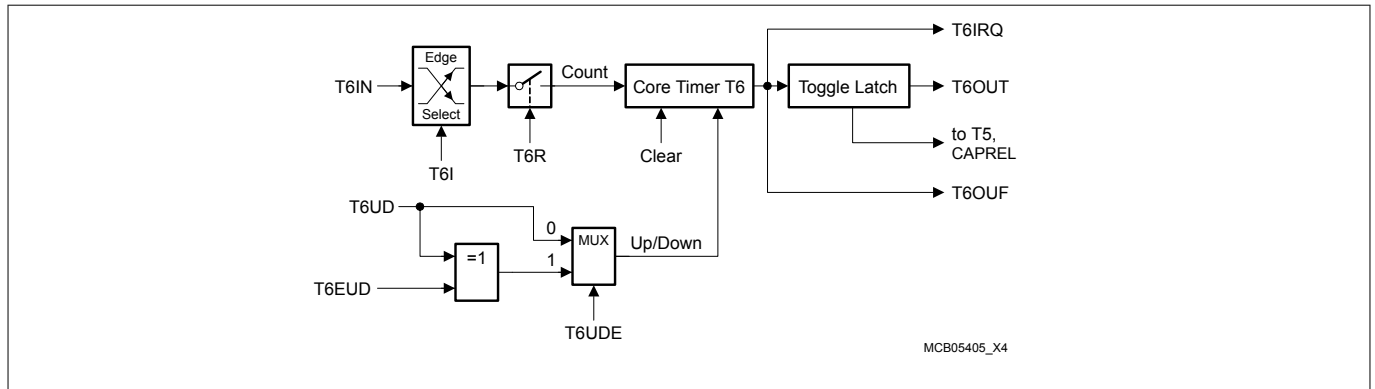 T6IRQ
Edge
Select
T6IN
Count
Core Timer T6
Toggle Latch
T6OUT
T6I
T6R
Clear
to T5,
CAPREL
T6OUF
T6UD
0
MUX
Up/Down
=1
1
T6EUD
T6UDE
MCB05405_X4